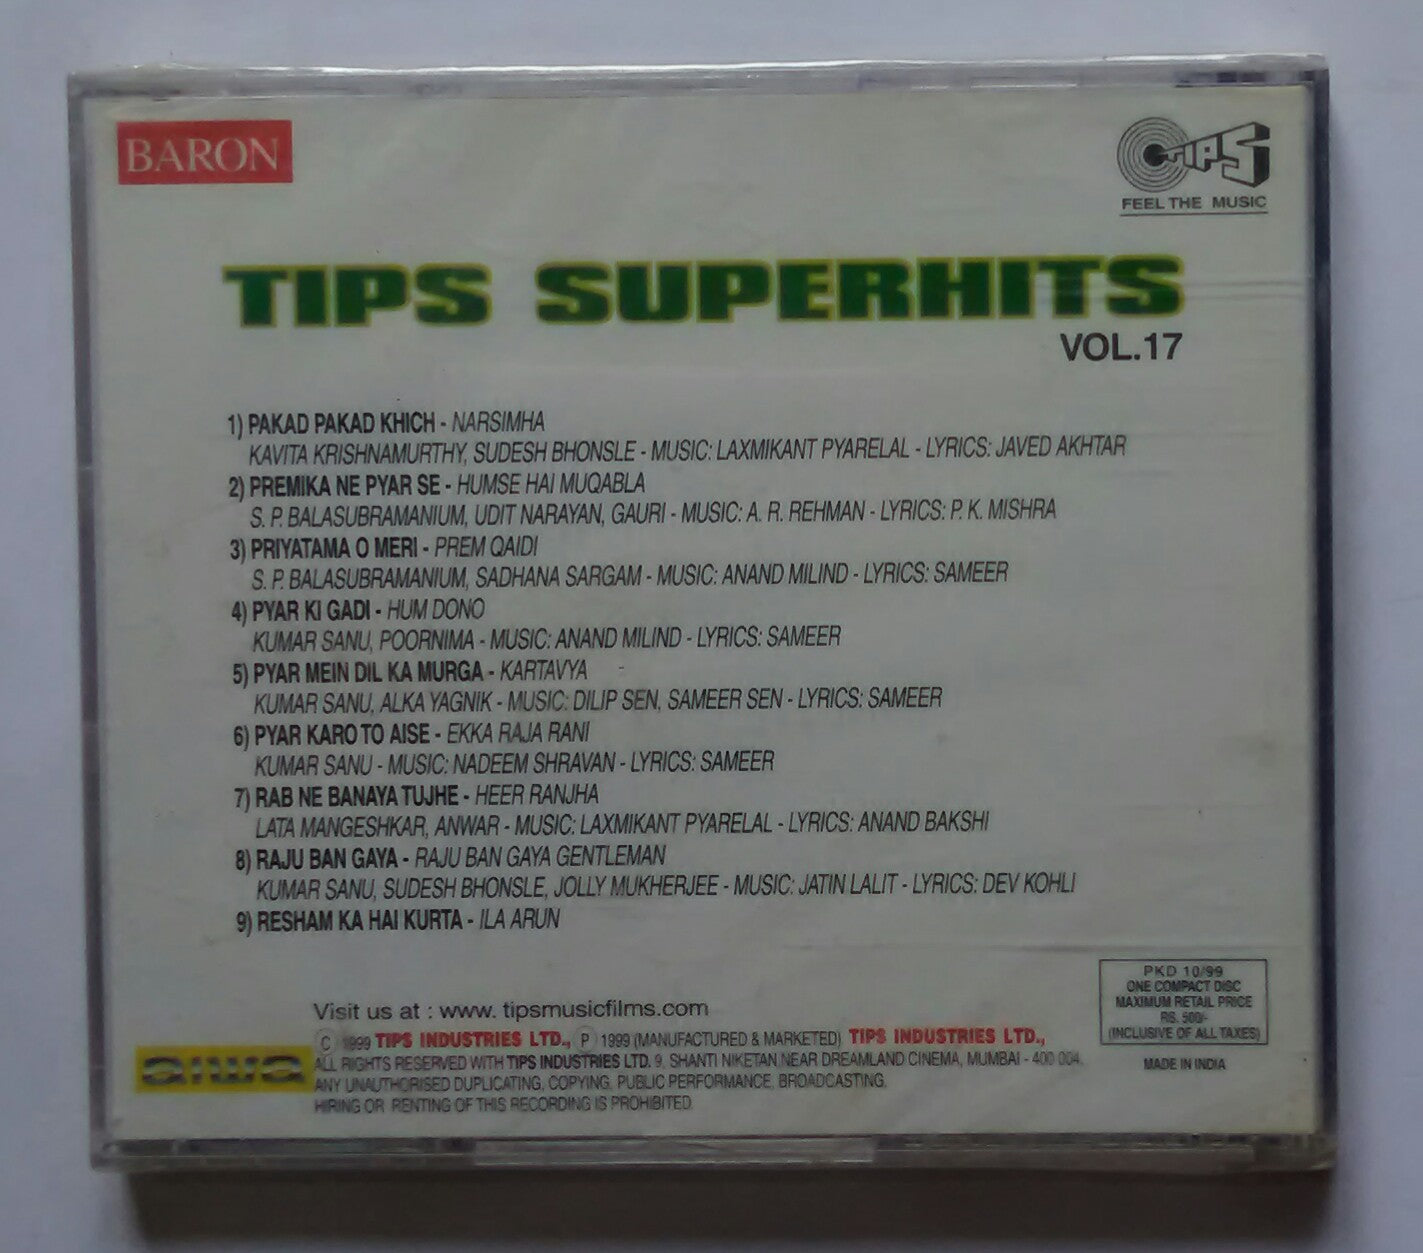 BARON
TIPS
FEEL THE MUSIC
TIPS SUPERHITS
VOL.17
1) PAKAD PAKAD KHICH - NARSIMHA
KAVITA KRISHNAMURTHY, SUDESH BHONSLE - MUSIC: LAXMIKANT PYARELAL - LYRICS: JAVED AKHTAR
2) PREMIKA NE PYAR SE - HUMSE HAI MUQABLA
S. P. BALASUBRAMANIUM, UDIT NARAYAN, GAURI - MUSIC: A. R. REHMAN - LYRICS: P. K. MISHRA
3) PRIYATAMA O MERI - PREM QAIDI
S. P. BALASUBRAMANIUM, SADHANA SARGAM - MUSIC: ANAND MILIND - LYRICS: SAMEER
4) PYAR KI GADI - HUM DONO
KUMAR SANU, POORNIMA - MUSIC: ANAND MILIND - LYRICS: SAMEER
5) PYAR MEIN DIL KA MURGA - KARTAVYA
KUMAR SANU, ALKA YAGNIK - MUSIC: DILIP SEN, SAMEER SEN - LYRICS: SAMEER
6) PYAR KARO TO AISE - EKKA RAJA RANI
KUMAR SANU - MUSIC: NADEEM SHRAVAN - LYRICS: SAMEER
7) RAB NE BANAYA TUJHE - HEER RANJHA
LATA MANGESHKAR, ANWAR - MUSIC: LAXMIKANT PYARELAL - LYRICS: ANAND BAKSHI
8) RAJU BAN GAYA - RAJU BAN GAYA GENTLEMAN
KUMAR SANU, SUDESH BHONSLE, JOLLY MUKHERJEE - MUSIC: JATIN LALIT - LYRICS: DEV KOHLI
9) RESHAM KA HAI KURTA - ILA ARUN
PKD 10/99
ONE COMPACT DISC
MAXIMUM RETAIL PRICE
RS. 500/-
(INCLUSIVE OF ALL TAXES)
MADE IN INDIA
Visit us at : www. tipsmusicfilms.com
aiwa
© 1999 TIPS INDUSTRIES LTD., ℗ 1999 (MANUFACTURED & MARKETED) TIPS INDUSTRIES LTD.,
ALL RIGHTS RESERVED WITH TIPS INDUSTRIES LTD. 9, SHANTI NIKETAN, NEAR DREAMLAND CINEMA, MUMBAI - 400 004.
ANY UNAUTHORISED DUPLICATING, COPYING, PUBLIC PERFORMANCE, BROADCASTING,
HIRING OR RENTING OF THIS RECORDING IS PROHIBITED.